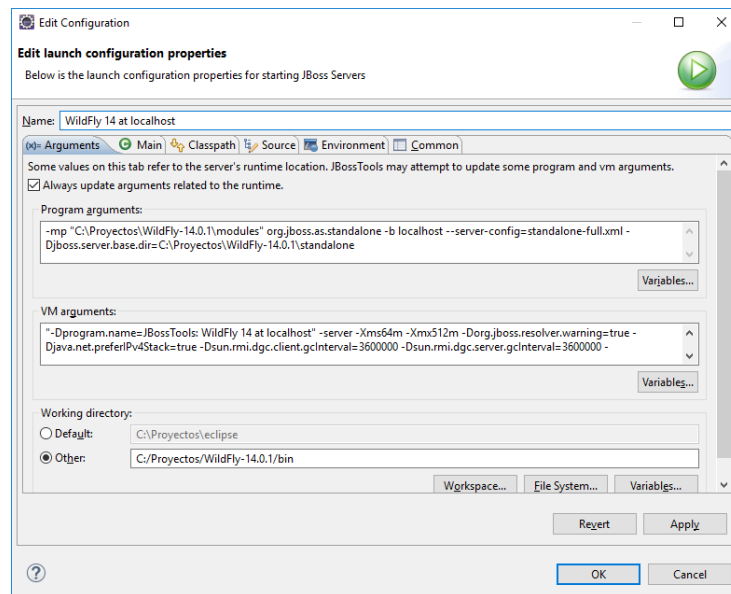 Edit Configuration
Edit launch configuration properties
Below is the launch configuration properties for starting JBoss Servers
Name: WildFly 14 at localhost
(x)= Arguments Main Classpath Source Environment Common
Some values on this tab refer to the server's runtime location. JBossTools may attempt to update some program and vm arguments.
Always update arguments related to the runtime.
Program arguments:
-mp "C:\Proyectos\WildFly-14.0.1\modules" org.jboss.as.standalone -b localhost --server-config=standalone-full.xml -
Djboss.server.base.dir=C:\Proyectos\WildFly-14.0.1\standalone
Variables...
VM arguments:
"-Dprogram.name=JBossTools: WildFly 14 at localhost" -server -Xms64m -Xmx512m -Dorg.jboss.resolver.warning=true -
Djava.net.preferIPv4Stack=true -Dsun.rmi.dgc.client.gcInterval=3600000 -Dsun.rmi.dgc.server.gcInterval=3600000 -
Variables...
Working directory:
Default: C:\Proyectos\eclipse
Other: C:/Proyectos/WildFly-14.0.1/bin
Workspace... File System... Variables...
Revert Apply
? OK Cancel